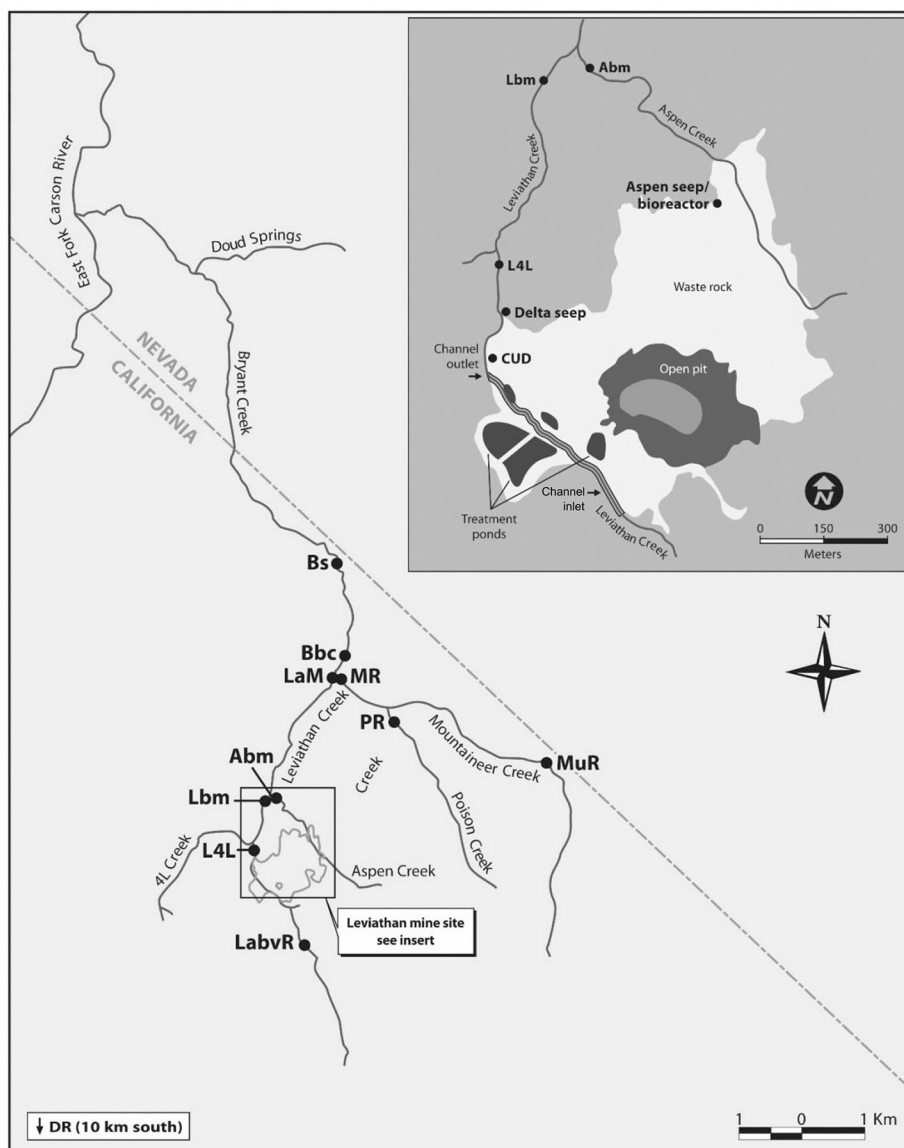 East Fork Carson River
Doud Springs
Bryant Creek
NEVADA
CALIFORNIA
Bs
Bbc
LaM
MR
Leviathan Creek
PR
Creek
Mountaineer Creek
MuR
Poison Creek
Abm
Lbm
L4L
4L Creek
Aspen Creek
Leviathan mine site
see insert
LabvR
↓ DR (10 km south)
N
1 0 1 Km
Lbm
Abm
Aspen Creek
Leviathan Creek
Aspen seep/
bioreactor
L4L
Waste rock
Delta seep
Channel
outlet
CUD
Open pit
Channel
inlet
Treatment
ponds
Leviathan Creek
N
0 150 300
Meters